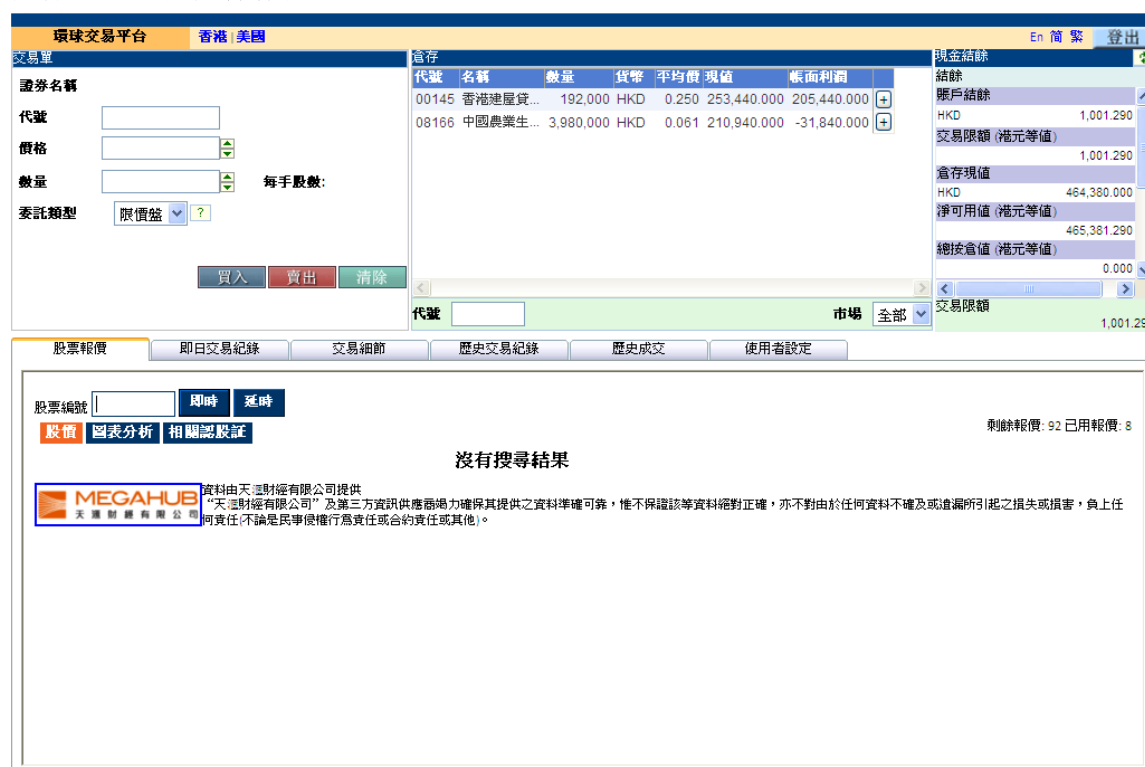 環球交易平台 香港 | 美國 En 简 繁 登出
交易單
證券名稱
代號
價格
數量 每手股數:
委託類型 限價盤 ?
買入 賣出 清除
倉存
代號 名稱 數量 貨幣 平均價 現值 帳面利潤
00145 香港建屋貸... 192,000 HKD 0.250 253,440.000 205,440.000 +
08166 中國農業生... 3,980,000 HKD 0.061 210,940.000 -31,840.000 +
代號 市場 全部
現金結餘
結餘
賬戶結餘
HKD 1,001.290
交易限額 (港元等值)
1,001.290
倉存現值
HKD 464,380.000
淨可用值 (港元等值)
465,381.290
總按倉值 (港元等值)
0.000
交易限額
1,001.29
股票報價 即日交易紀錄 交易細節 歷史交易紀錄 歷史成交 使用者設定
股票編號 即時 延時
剩餘報價: 92 已用報價: 8
股價 圖表分析 相關認股証
沒有搜尋結果
MEGAHUB
天滙財經有限公司
資料由天滙財經有限公司提供
“天滙財經有限公司”及第三方資訊供應商竭力確保其提供之資料準確可靠，惟不保證該等資料絕對正確，亦不對由於任何資料不確及或遺漏所引起之損失或損害，負上任
何責任(不論是民事侵權行為責任或合約責任或其他)。